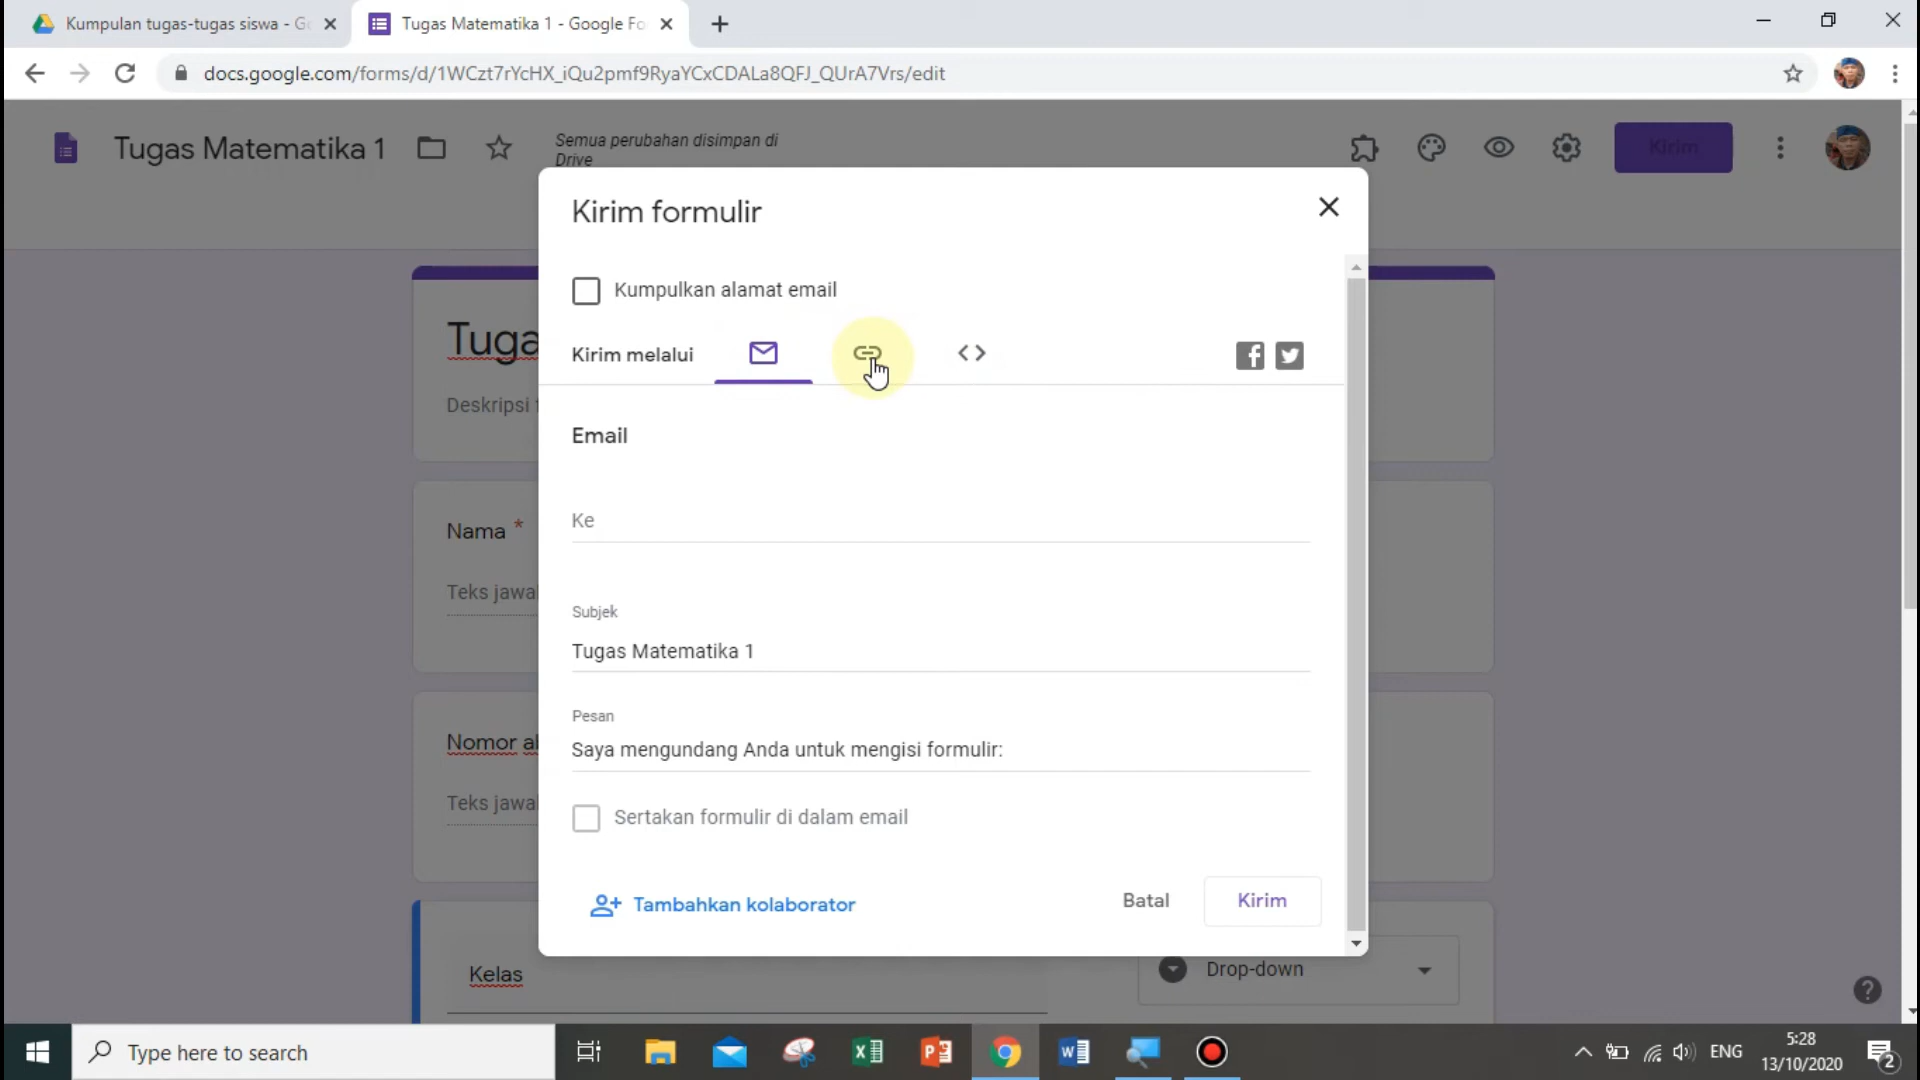 Kumpulan tugas-tugas siswa - Go
Tugas Matematika 1 - Google Fo
docs.google.com/forms/d/1WCzt7rYcHX_iQu2pmf9RyaYCxCDALa8QFJ_QUrA7Vrs/edit
Tugas Matematika 1
Semua perubahan disimpan di
Drive
Kirim
Kirim formulir
Kumpulkan alamat email
Kirim melalui
Email
Ke
Subjek
Tugas Matematika 1
Pesan
Saya mengundang Anda untuk mengisi formulir:
Sertakan formulir di dalam email
Tambahkan kolaborator
Batal
Kirim
Tuga
Deskripsi f
Nama *
Teks jawa
Nomor ab
Teks jawa
Kelas
Drop-down
Type here to search
ENG
5:28
13/10/2020
2